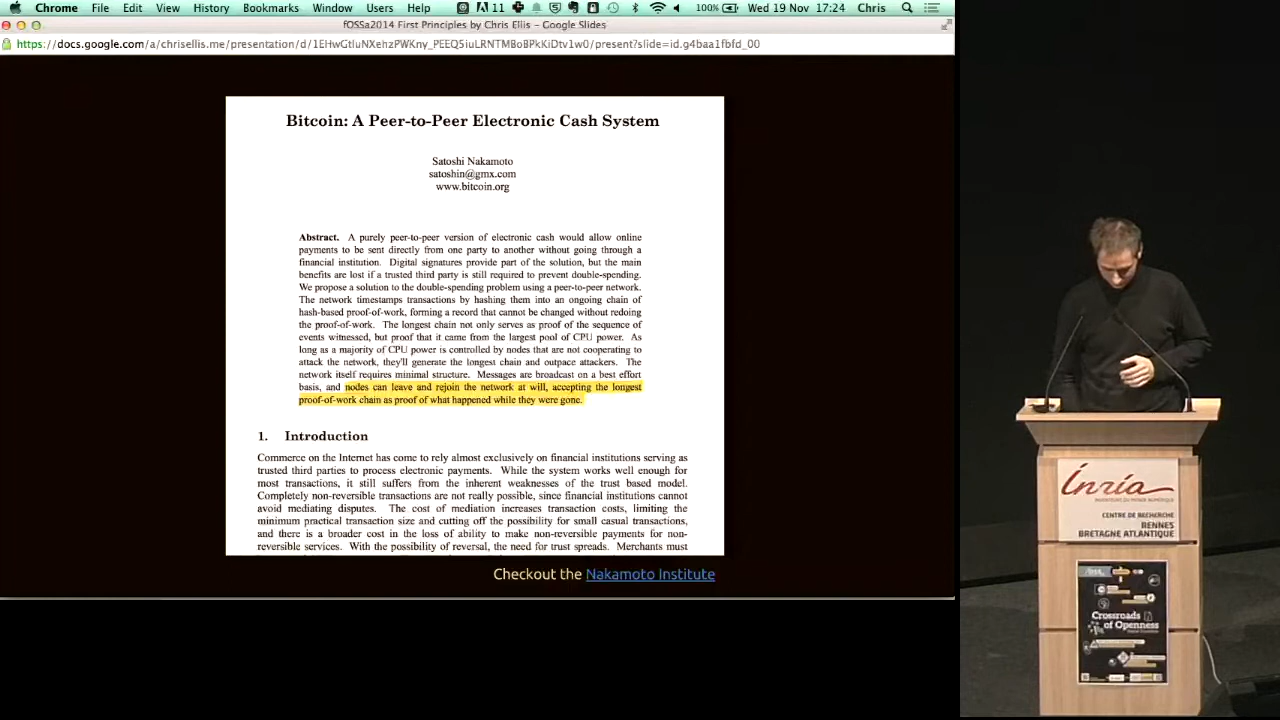 Chrome File Edit View History Bookmarks Window Users Help 11 100% Wed 19 Nov 17:24 Chris
fOSSa2014 First Principles by Chris Ellis - Google Slides
https://docs.google.com/a/chrisellis.me/presentation/d/1EHwGtluNXehzPWKny_PEEQ5iuLRNTMBoBPkKiDtv1w0/present?slide=id.g4baa1fbfd_00
Bitcoin: A Peer-to-Peer Electronic Cash System
Satoshi Nakamoto
satoshin@gmx.com
www.bitcoin.org
Abstract. A purely peer-to-peer version of electronic cash would allow online
payments to be sent directly from one party to another without going through a
financial institution. Digital signatures provide part of the solution, but the main
benefits are lost if a trusted third party is still required to prevent double-spending.
We propose a solution to the double-spending problem using a peer-to-peer network.
The network timestamps transactions by hashing them into an ongoing chain of
hash-based proof-of-work, forming a record that cannot be changed without redoing
the proof-of-work. The longest chain not only serves as proof of the sequence of
events witnessed, but proof that it came from the largest pool of CPU power. As
long as a majority of CPU power is controlled by nodes that are not cooperating to
attack the network, they'll generate the longest chain and outpace attackers. The
network itself requires minimal structure. Messages are broadcast on a best effort
basis, and nodes can leave and rejoin the network at will, accepting the longest
proof-of-work chain as proof of what happened while they were gone.
1. Introduction
Commerce on the Internet has come to rely almost exclusively on financial institutions serving as
trusted third parties to process electronic payments. While the system works well enough for
most transactions, it still suffers from the inherent weaknesses of the trust based model.
Completely non-reversible transactions are not really possible, since financial institutions cannot
avoid mediating disputes. The cost of mediation increases transaction costs, limiting the
minimum practical transaction size and cutting off the possibility for small casual transactions,
and there is a broader cost in the loss of ability to make non-reversible payments for non-
reversible services. With the possibility of reversal, the need for trust spreads. Merchants must
Checkout the Nakamoto Institute
Inria
INVENTEURS DU MONDE NUMÉRIQUE
CENTRE DE RECHERCHE
RENNES
BRETAGNE ATLANTIQUE
Crossroads
of Openness